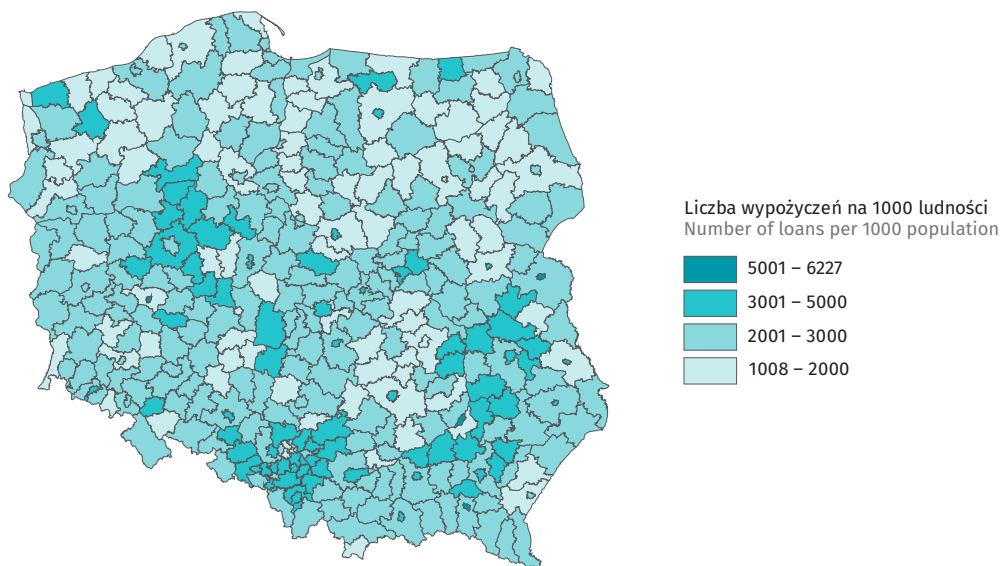 Liczba wypożyczeń na 1000 ludności
Number of loans per 1000 population
5001 – 6227
3001 – 5000
2001 – 3000
1008 – 2000